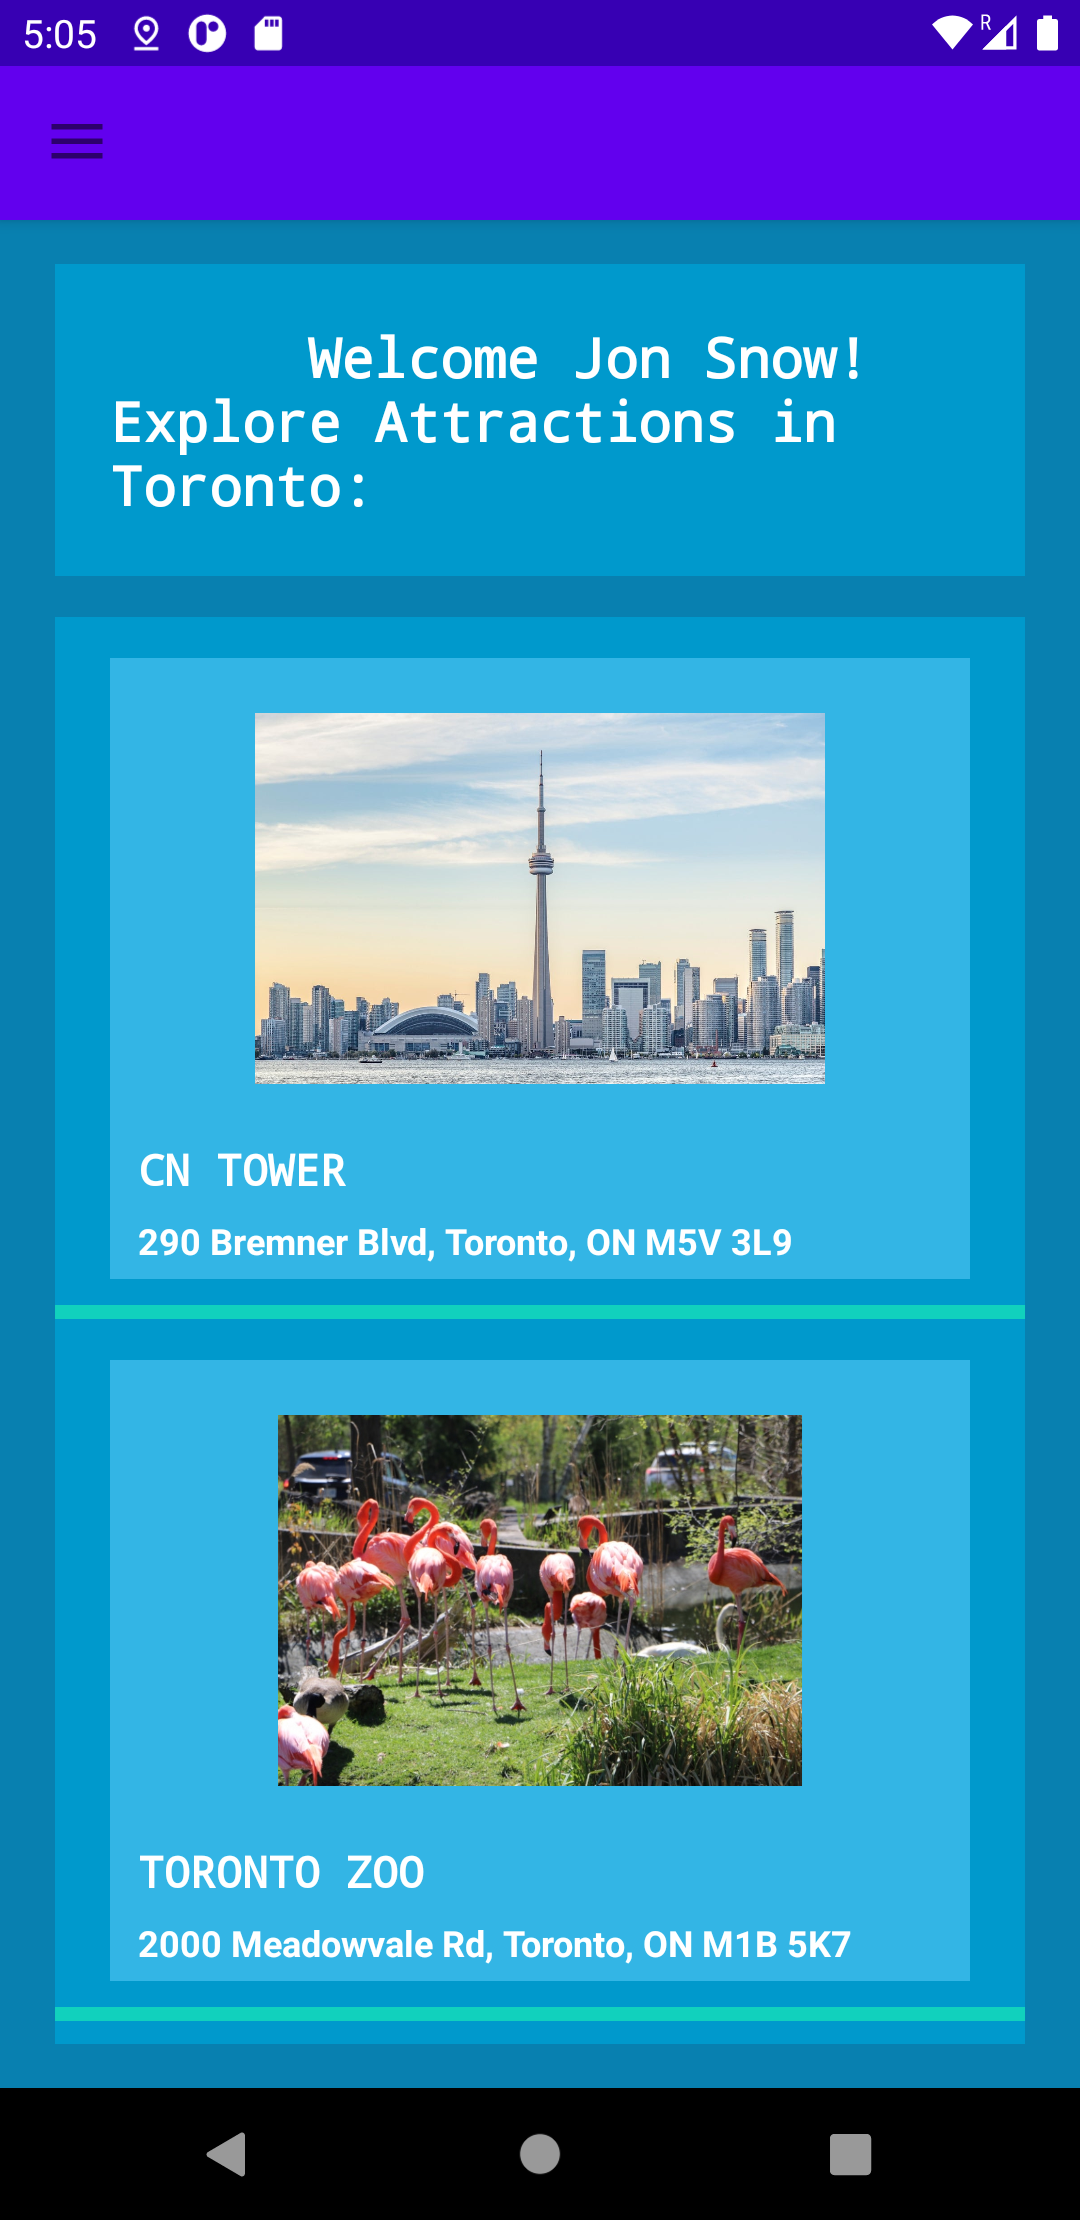 5:05
R
Welcome Jon Snow!
Explore Attractions in
Toronto:
CN TOWER
290 Bremner Blvd, Toronto, ON M5V 3L9
TORONTO ZOO
2000 Meadowvale Rd, Toronto, ON M1B 5K7